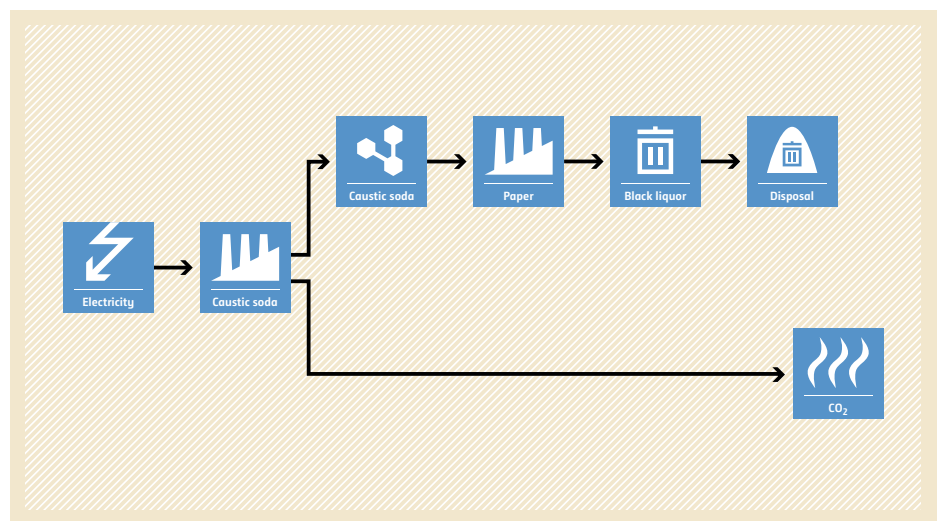 Caustic soda
Paper
Black liquor
Disposal
Electricity
Caustic soda
CO₂